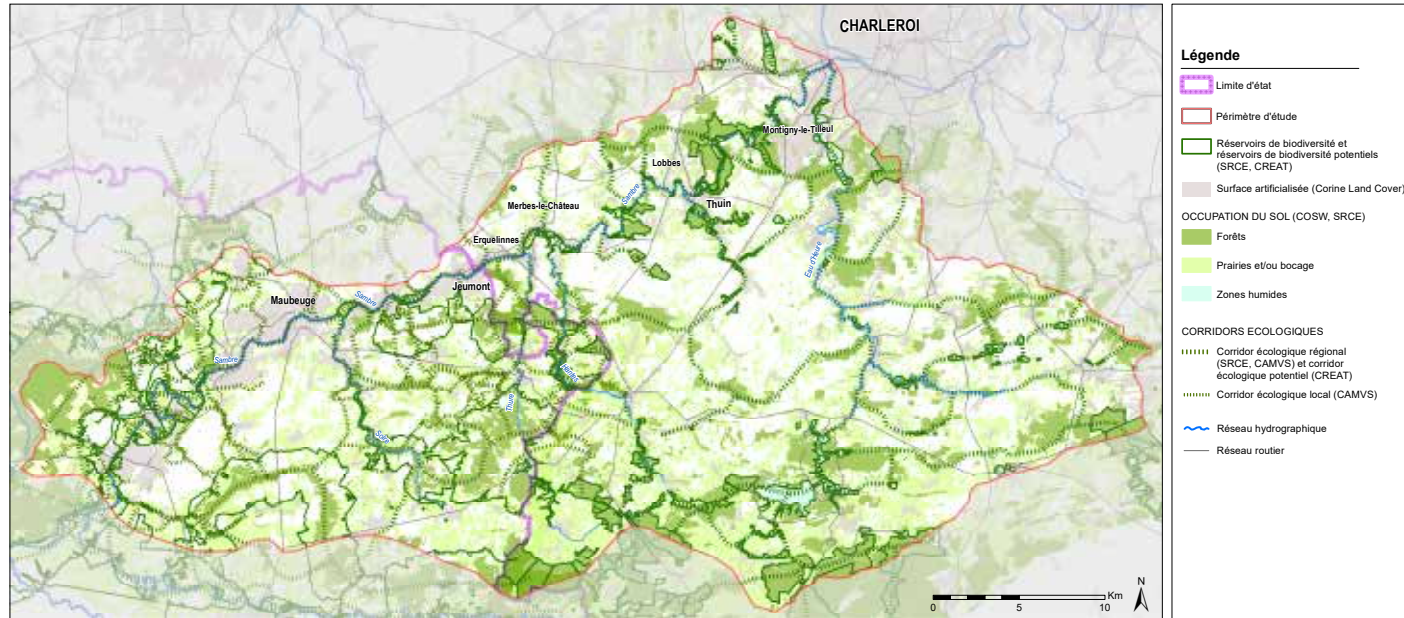 CHARLEROI
Montigny-le-Tilleul
Lobbes
Sambre
Thuin
Merbes-le-Château
Erquelinnes
Eau d'Heure
Jeumont
Sambre
Maubeuge
Sambre
Hantes
Thure
Solre
0 5 10 Km
N
Légende
Limite d'état
Périmètre d'étude
Réservoirs de biodiversité et
réservoirs de biodiversité potentiels
(SRCE, CREAT)
Surface artificialisée (Corine Land Cover)
OCCUPATION DU SOL (COSW, SRCE)
Forêts
Prairies et/ou bocage
Zones humides
CORRIDORS ECOLOGIQUES
Corridor écologique régional
(SRCE, CAMVS) et corridor
écologique potentiel (CREAT)
Corridor écologique local (CAMVS)
Réseau hydrographique
Réseau routier